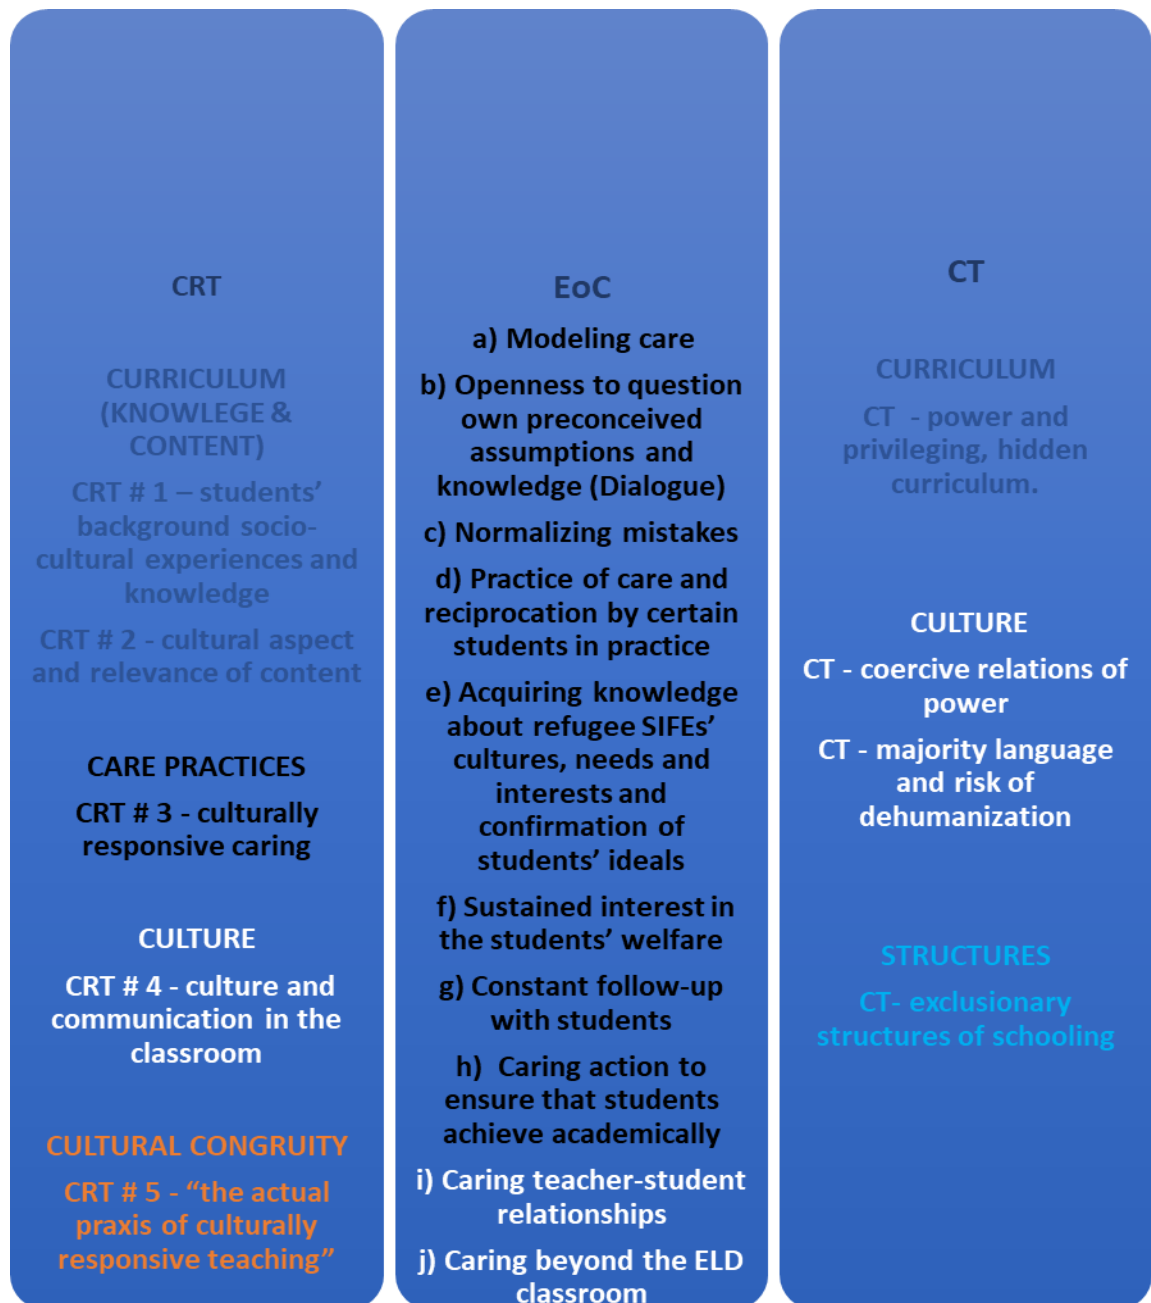 CRT
CURRICULUM
(KNOWLEGE &
CONTENT)
CRT # 1 – students’
background socio-
cultural experiences and
knowledge
CRT # 2 - cultural aspect
and relevance of content
CARE PRACTICES
CRT # 3 - culturally
responsive caring
CULTURE
CRT # 4 - culture and
communication in the
classroom
CULTURAL CONGRUITY
CRT # 5 - “the actual
praxis of culturally
responsive teaching”
EoC
a) Modeling care
b) Openness to question
own preconceived
assumptions and
knowledge (Dialogue)
c) Normalizing mistakes
d) Practice of care and
reciprocation by certain
students in practice
e) Acquiring knowledge
about refugee SIFEs’
cultures, needs and
interests and
confirmation of
students’ ideals
f) Sustained interest in
the students’ welfare
g) Constant follow-up
with students
h) Caring action to
ensure that students
achieve academically
i) Caring teacher-student
relationships
j) Caring beyond the ELD
classroom
CT
CURRICULUM
CT - power and
privileging, hidden
curriculum.
CULTURE
CT - coercive relations of
power
CT - majority language
and risk of
dehumanization
STRUCTURES
CT- exclusionary
structures of schooling